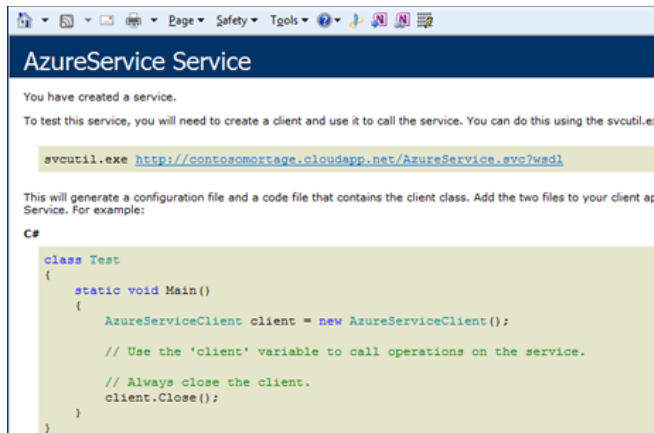 Page Safety Tools
AzureService Service
You have created a service.
To test this service, you will need to create a client and use it to call the service. You can do this using the svcutil.e
svcutil.exe http://contosomortage.cloudapp.net/AzureService.svc?wsdl
This will generate a configuration file and a code file that contains the client class. Add the two files to your client ap
Service. For example:
C#
class Test
{
static void Main()
{
AzureServiceClient client = new AzureServiceClient();
// Use the 'client' variable to call operations on the service.
// Always close the client.
client.Close();
}
}